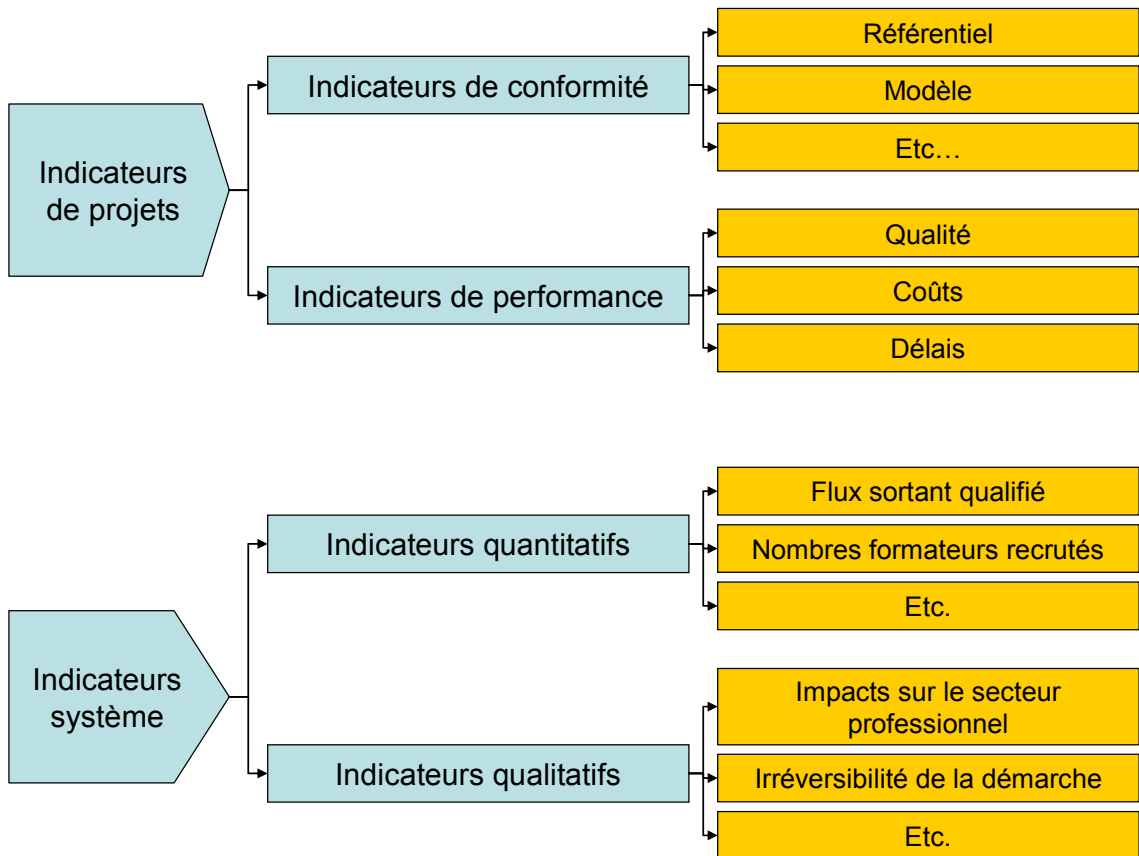 Indicateurs
de projets
Indicateurs de conformité
Référentiel
Modèle
Etc…
Indicateurs de performance
Qualité
Coûts
Délais
Indicateurs
système
Indicateurs quantitatifs
Flux sortant qualifié
Nombres formateurs recrutés
Etc.
Indicateurs qualitatifs
Impacts sur le secteur
professionnel
Irréversibilité de la démarche
Etc.